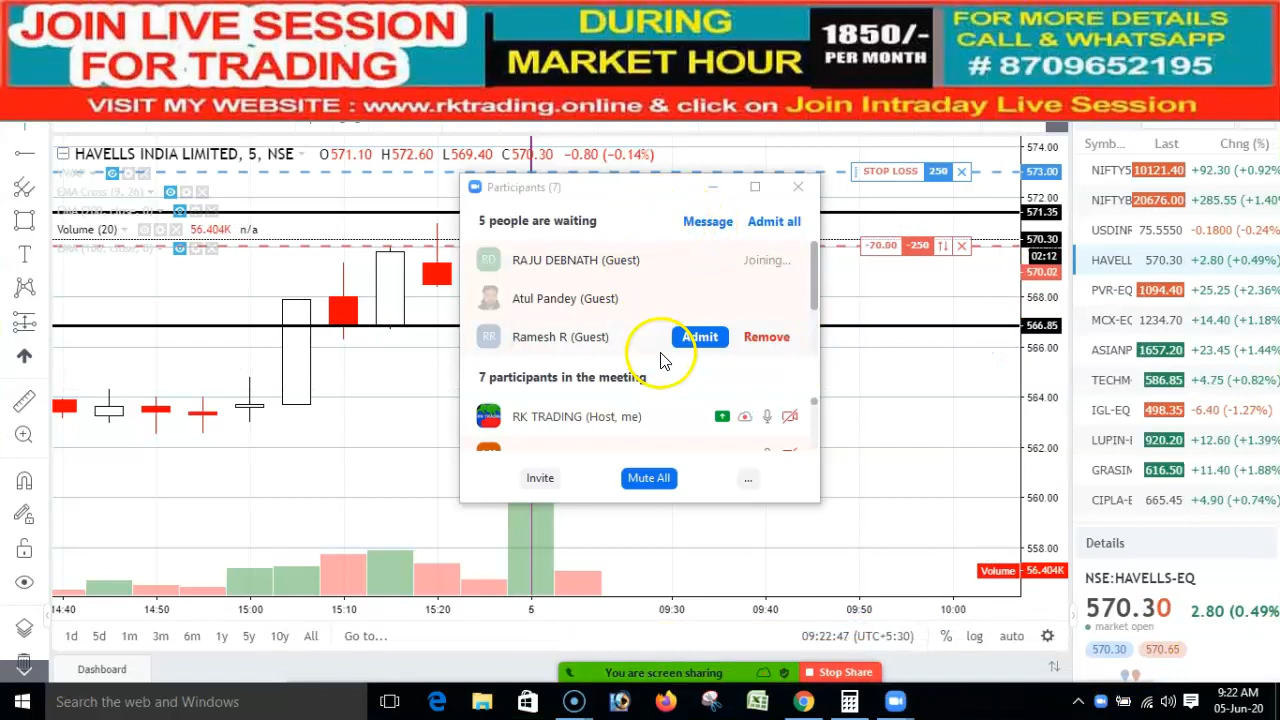 JOIN LIVE SESSION
FOR TRADING
DURING
MARKET HOUR
1850/-
PER MONTH
FOR MORE DETAILS
CALL & WHATSAPP
# 8709652195
VISIT MY WEBSITE : www.rktrading.online & click on Join Intraday Live Session
HAVELLS INDIA LIMITED, 5, NSE O571.10 H572.60 L569.40 C570.30 −0.80 (−0.14%)
EMA Cross (9, 26)
Volume (20) 56.404K n/a
STOP LOSS 250
-70.00 -250
574.00
573.00
572.00
571.35
570.30
02:12
570.02
568.00
566.85
566.00
564.00
562.00
560.00
558.00
Volume 56.404K
Participants (7)
5 people are waiting Message Admit all
RD RAJU DEBNATH (Guest) Joining...
Atul Pandey (Guest)
RR Ramesh R (Guest) Admit Remove
7 participants in the meeting
RK TRADING (Host, me)
Invite Mute All ...
14:40 14:50 15:00 15:10 15:20 5 09:30 09:40 09:50 10:00
1d 5d 1m 3m 6m 1y 5y 10y All Go to... 09:22:47 (UTC+5:30) % log auto
Dashboard
Symb... Last Chng (%)
NIFTY5 10121.40 +92.30 (+0.92%
NIFTYB 20676.00 +285.55 (+1.40%
USDINR 75.5550 -0.1800 (-0.24%
HAVELL 570.30 +2.80 (+0.49%)
PVR-EQ 1094.40 +25.25 (+2.36%
MCX-EQ 1234.70 +14.40 (+1.18%
ASIANP 1657.20 +23.45 (+1.44%
TECHM- 586.85 +4.75 (+0.82%)
IGL-EQ 498.35 -6.40 (-1.27%)
LUPIN-E 920.20 +12.60 (+1.39%
GRASIN 616.50 +11.40 (+1.88%
CIPLA-E 665.45 +4.90 (+0.74%)
Details
NSE:HAVELLS-EQ
570.30 2.80 (0.49%)
market open
570.30 570.65
You are screen sharing Stop Share
Search the web and Windows
9:22 AM
05-Jun-20